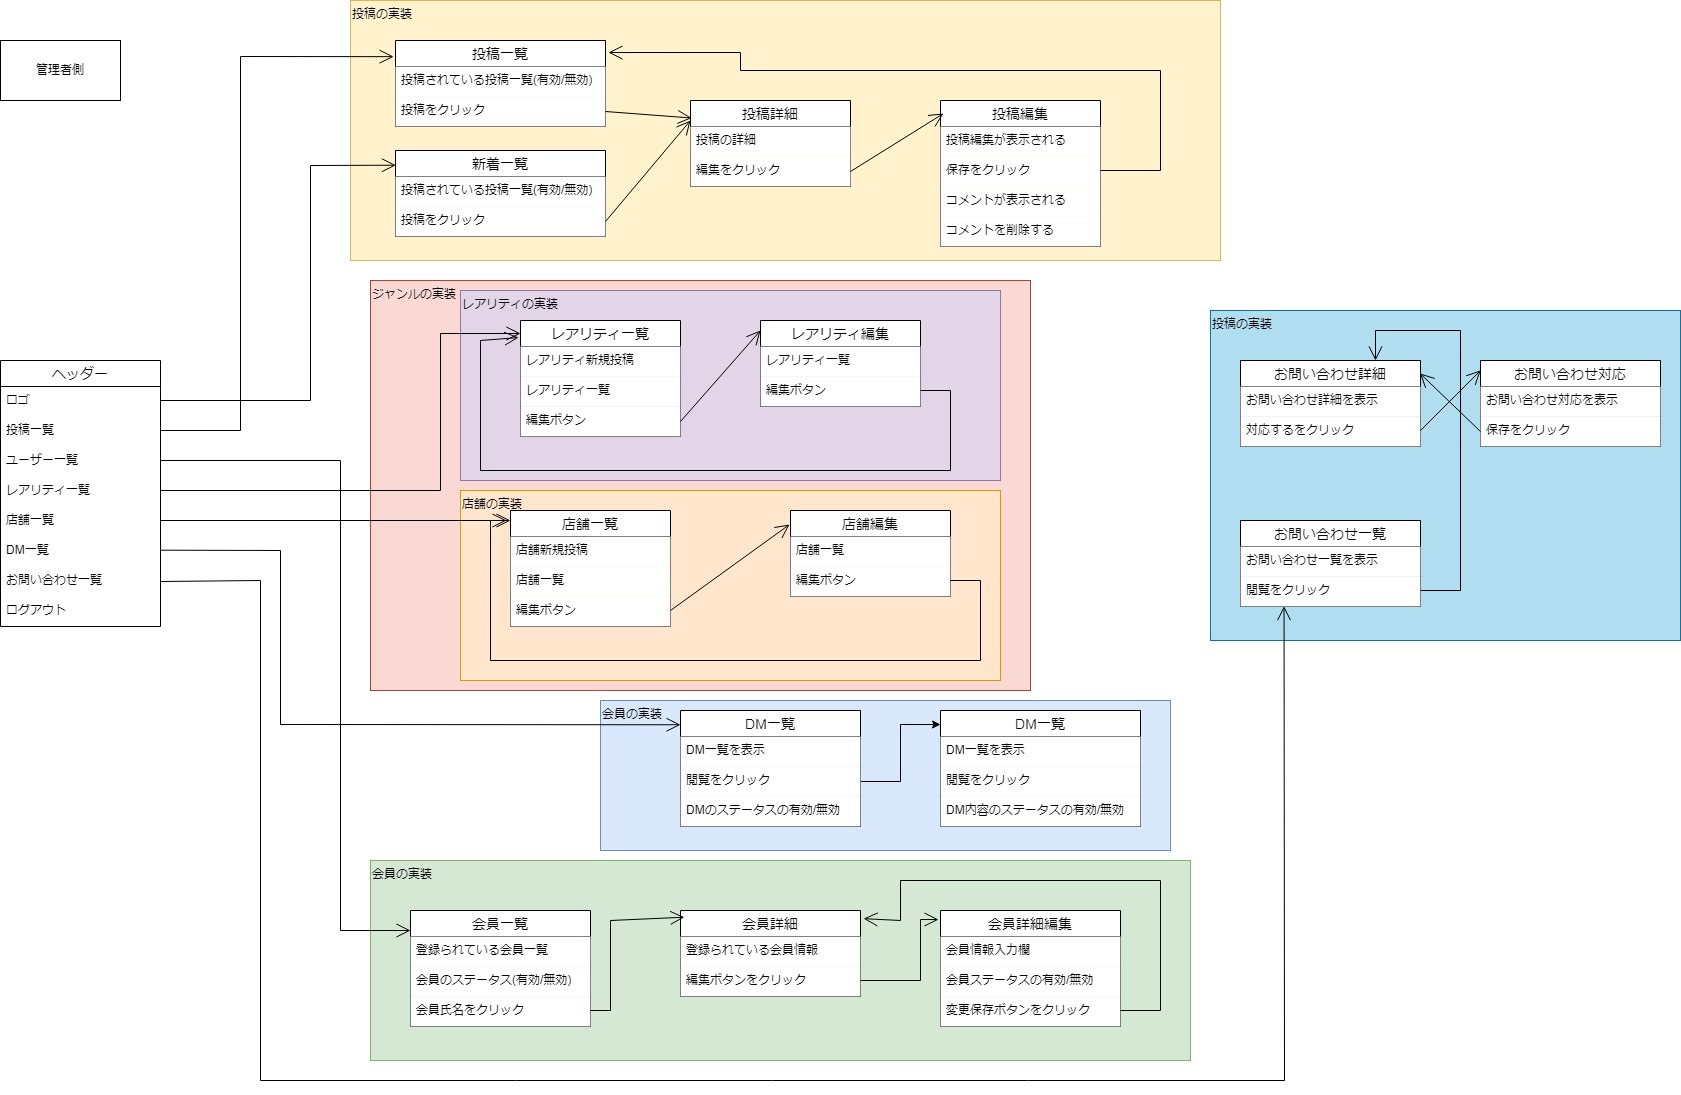 管理者側
ヘッダー
ロゴ
投稿一覧
ユーザー一覧
レアリティ一覧
店舗一覧
DM一覧
お問い合わせ一覧
ログアウト
投稿の実装
投稿一覧
投稿されている投稿一覧(有効/無効)
投稿をクリック
新着一覧
投稿されている投稿一覧(有効/無効)
投稿をクリック
投稿詳細
投稿の詳細
編集をクリック
投稿編集
投稿編集が表示される
保存をクリック
コメントが表示される
コメントを削除する
ジャンルの実装
レアリティの実装
レアリティ一覧
レアリティ新規投稿
レアリティ一覧
編集ボタン
レアリティ編集
レアリティ一覧
編集ボタン
店舗の実装
店舗一覧
店舗新規投稿
店舗一覧
編集ボタン
店舗編集
店舗一覧
編集ボタン
投稿の実装
お問い合わせ詳細
お問い合わせ詳細を表示
対応するをクリック
お問い合わせ対応
お問い合わせ対応を表示
保存をクリック
お問い合わせ一覧
お問い合わせ一覧を表示
閲覧をクリック
会員の実装
DM一覧
DM一覧を表示
閲覧をクリック
DMのステータスの有効/無効
DM一覧
DM一覧を表示
閲覧をクリック
DM内容のステータスの有効/無効
会員の実装
会員一覧
登録られている会員一覧
会員のステータス(有効/無効)
会員氏名をクリック
会員詳細
登録られている会員情報
編集ボタンをクリック
会員詳細編集
会員情報入力欄
会員ステータスの有効/無効
変更保存ボタンをクリック